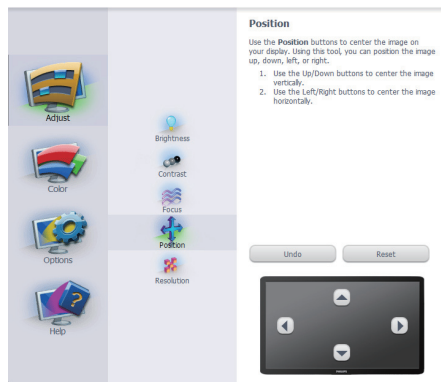 Position
Use the Position buttons to center the image on
your display. Using this tool, you can position the image
up, down, left, or right.
1. Use the Up/Down buttons to center the image
vertically.
2. Use the Left/Right buttons to center the image
horizontally.
Adjust
Color
Options
Help
Brightness
Contrast
Focus
Position
Resolution
Undo
Reset
PHILIPS